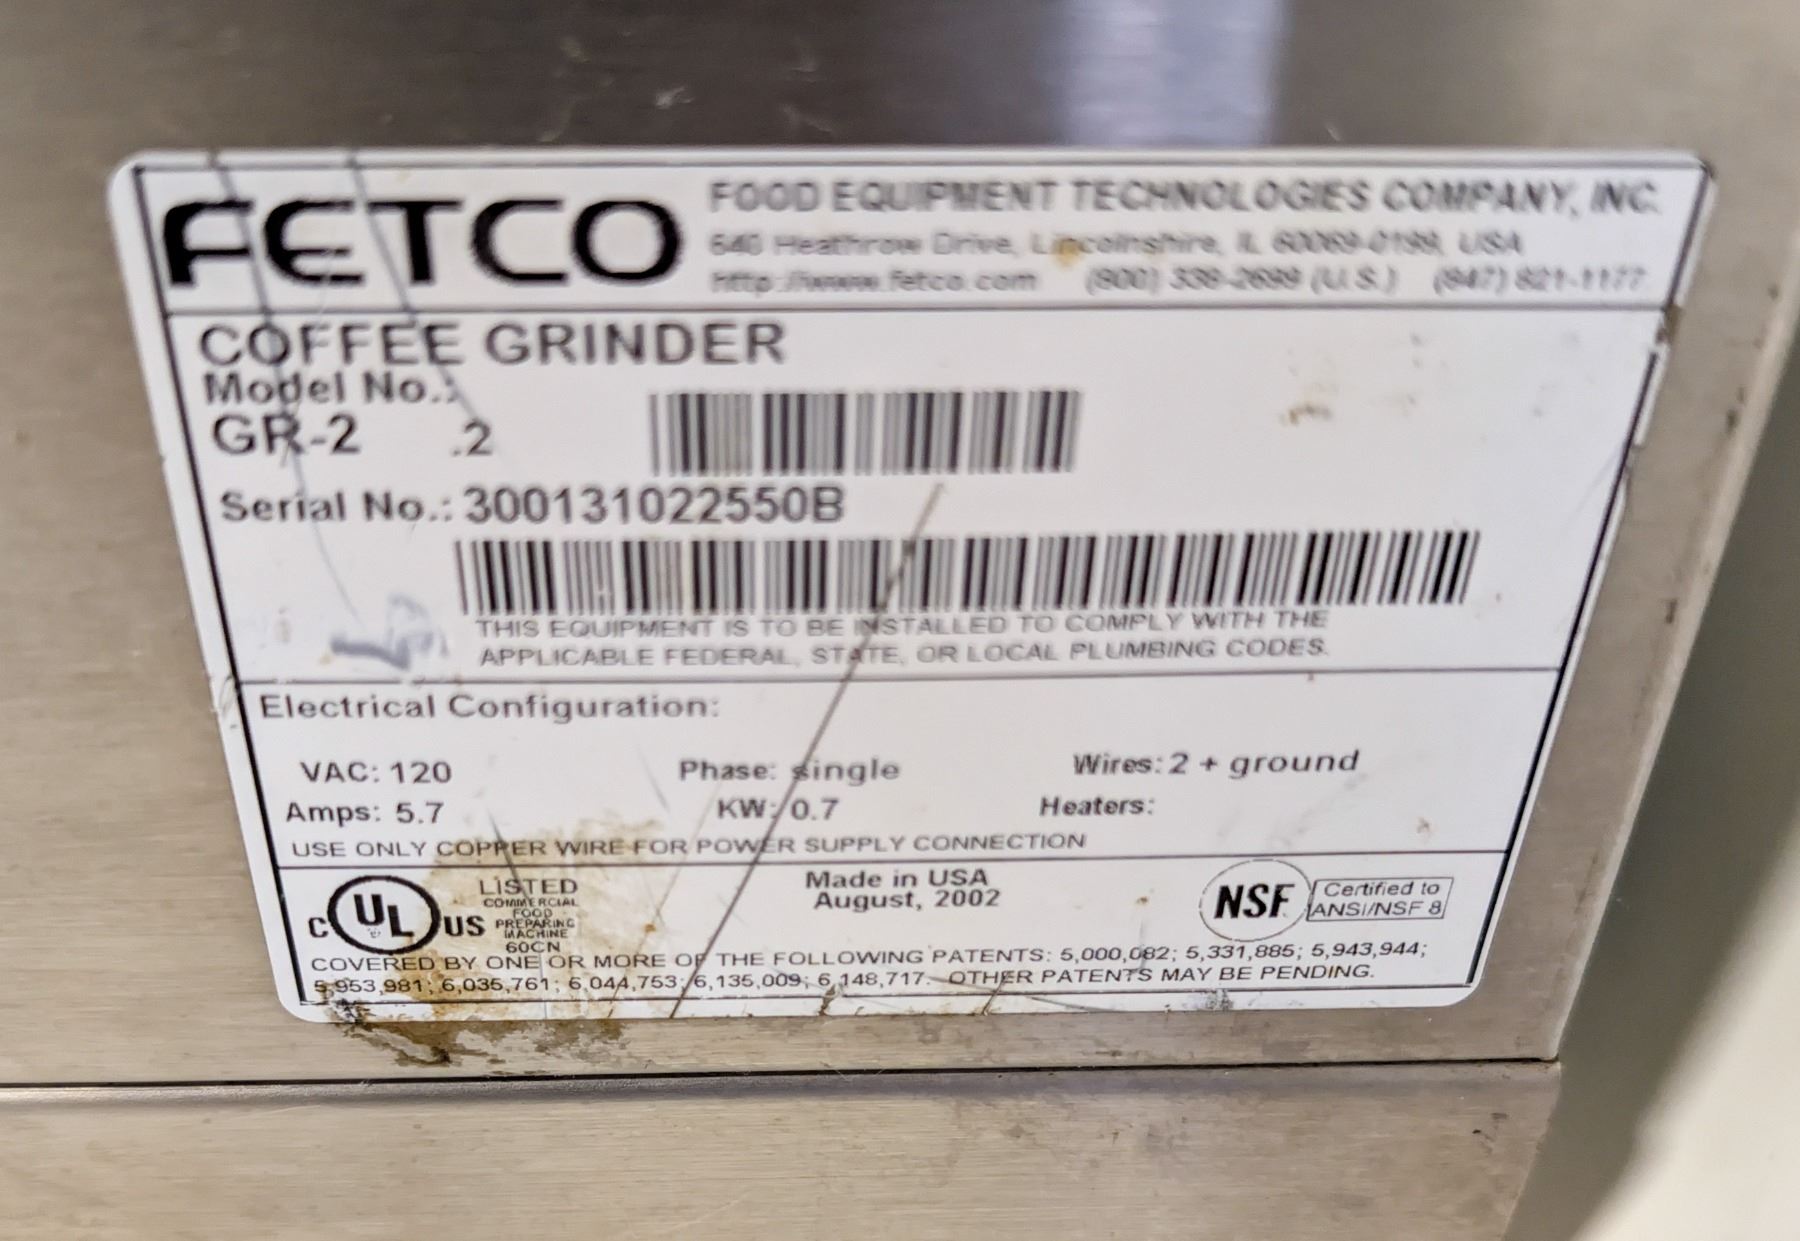 FETCO
FOOD EQUIPMENT TECHNOLOGIES COMPANY, INC.
640 Heathrow Drive, Lincolnshire, IL 60069-0199, USA
http://www.fetco.com (800) 338-2699 (U.S.) (847) 821-1177
COFFEE GRINDER
Model No.:
GR-2 .2
Serial No.: 300131022550B
THIS EQUIPMENT IS TO BE INSTALLED TO COMPLY WITH THE
APPLICABLE FEDERAL, STATE, OR LOCAL PLUMBING CODES.
Electrical Configuration:
VAC: 120 Phase: single Wires: 2 + ground
Amps: 5.7 KW: 0.7 Heaters:
USE ONLY COPPER WIRE FOR POWER SUPPLY CONNECTION
C UL US
LISTED
COMMERCIAL
FOOD
PREPARING
MACHINE
60CN
Made in USA
August, 2002
NSF
Certified to
ANSI/NSF 8
COVERED BY ONE OR MORE OF THE FOLLOWING PATENTS: 5,000,082; 5,331,885; 5,943,944;
5,953,981; 6,035,761; 6,044,753; 6,135,009; 6,148,717. OTHER PATENTS MAY BE PENDING.